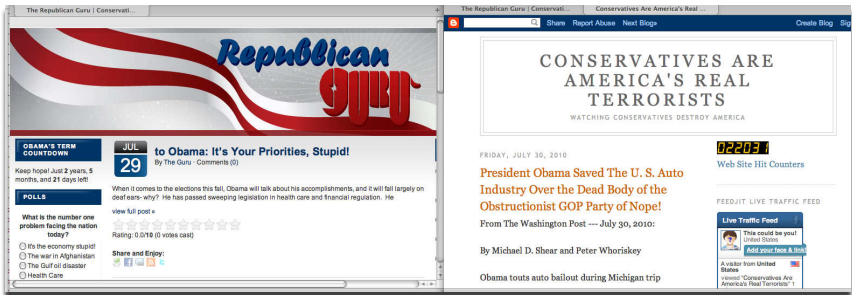 The Republican Guru | Conservati...
Republican
GURU
OBAMA'S TERM
COUNTDOWN
Keep hope! Just 2 years, 5
months, and 21 days left!
POLLS
What is the number one
problem facing the nation
today?
It's the economy stupid!
The war in Afghanistan
The Gulf oil disaster
Health Care
JUL
29
to Obama: It's Your Priorities, Stupid!
By The Guru · Comments (0)
When it comes to the elections this fall, Obama will talk about his accomplishments, and it will fall largely on
deaf ears- why?  He has passed sweeping legislation in health care and financial regulation.  He
view full post »
Rating: 0.0/10 (0 votes cast)
Share and Enjoy:
The Republican Guru | Conservati...
Conservatives Are America's Real ...
Share
Report Abuse
Next Blog»
Create Blog
Sig
CONSERVATIVES ARE
AMERICA'S REAL
TERRORISTS
WATCHING CONSERVATIVES DESTROY AMERICA
FRIDAY, JULY 30, 2010
President Obama Saved The U. S. Auto
Industry Over the Dead Body of the
Obstructionist GOP Party of Nope!
From The Washington Post --- July 30, 2010:
By Michael D. Shear and Peter Whoriskey
Obama touts auto bailout during Michigan trip
022031
Web Site Hit Counters
FEEDJIT LIVE TRAFFIC FEED
Live Traffic Feed
This could be you!
United States
Add your face & link!
A visitor from United
States
viewed "Conservatives Are
America's Real Terrorists" 1